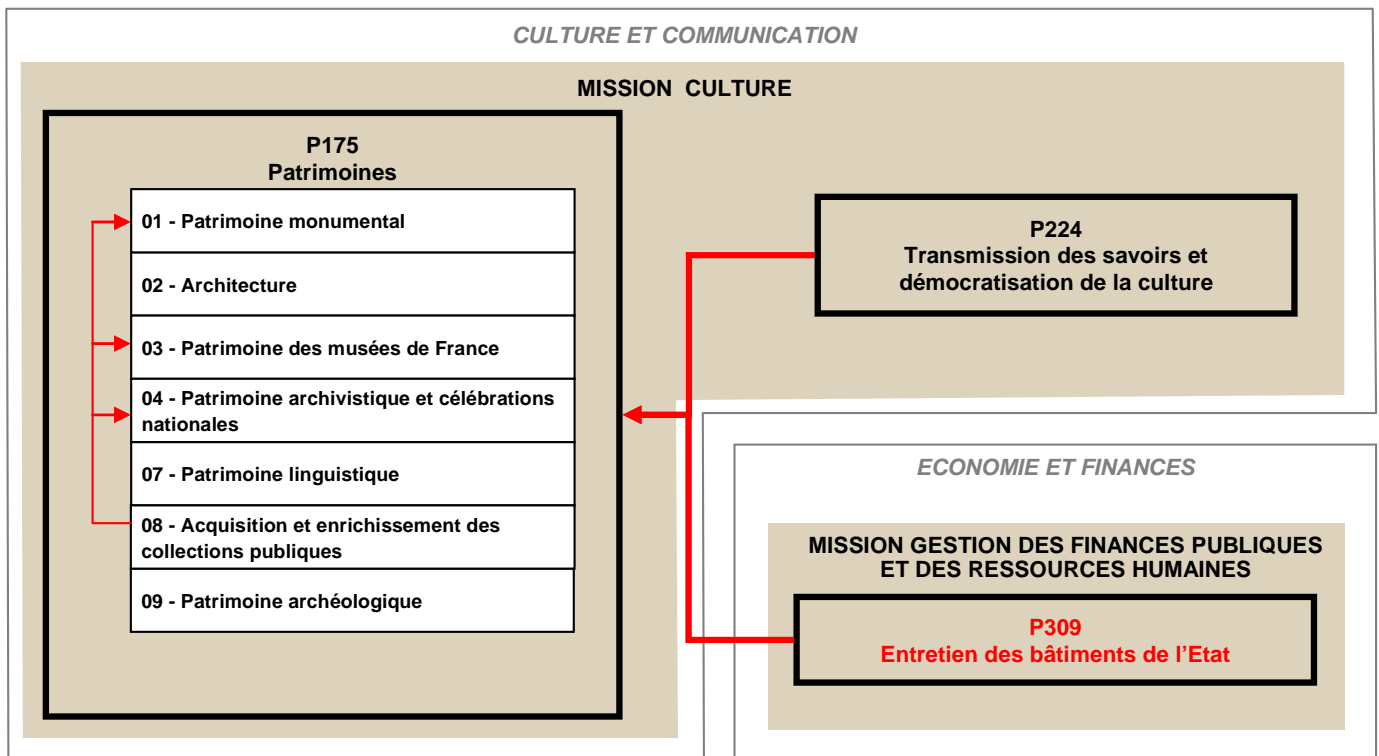 CULTURE ET COMMUNICATION
MISSION CULTURE
P175
Patrimoines
01 - Patrimoine monumental
02 - Architecture
03 - Patrimoine des musées de France
04 - Patrimoine archivistique et célébrations
nationales
07 - Patrimoine linguistique
08 - Acquisition et enrichissement des
collections publiques
09 - Patrimoine archéologique
P224
Transmission des savoirs et
démocratisation de la culture
ECONOMIE ET FINANCES
MISSION GESTION DES FINANCES PUBLIQUES
ET DES RESSOURCES HUMAINES
P309
Entretien des bâtiments de l'Etat